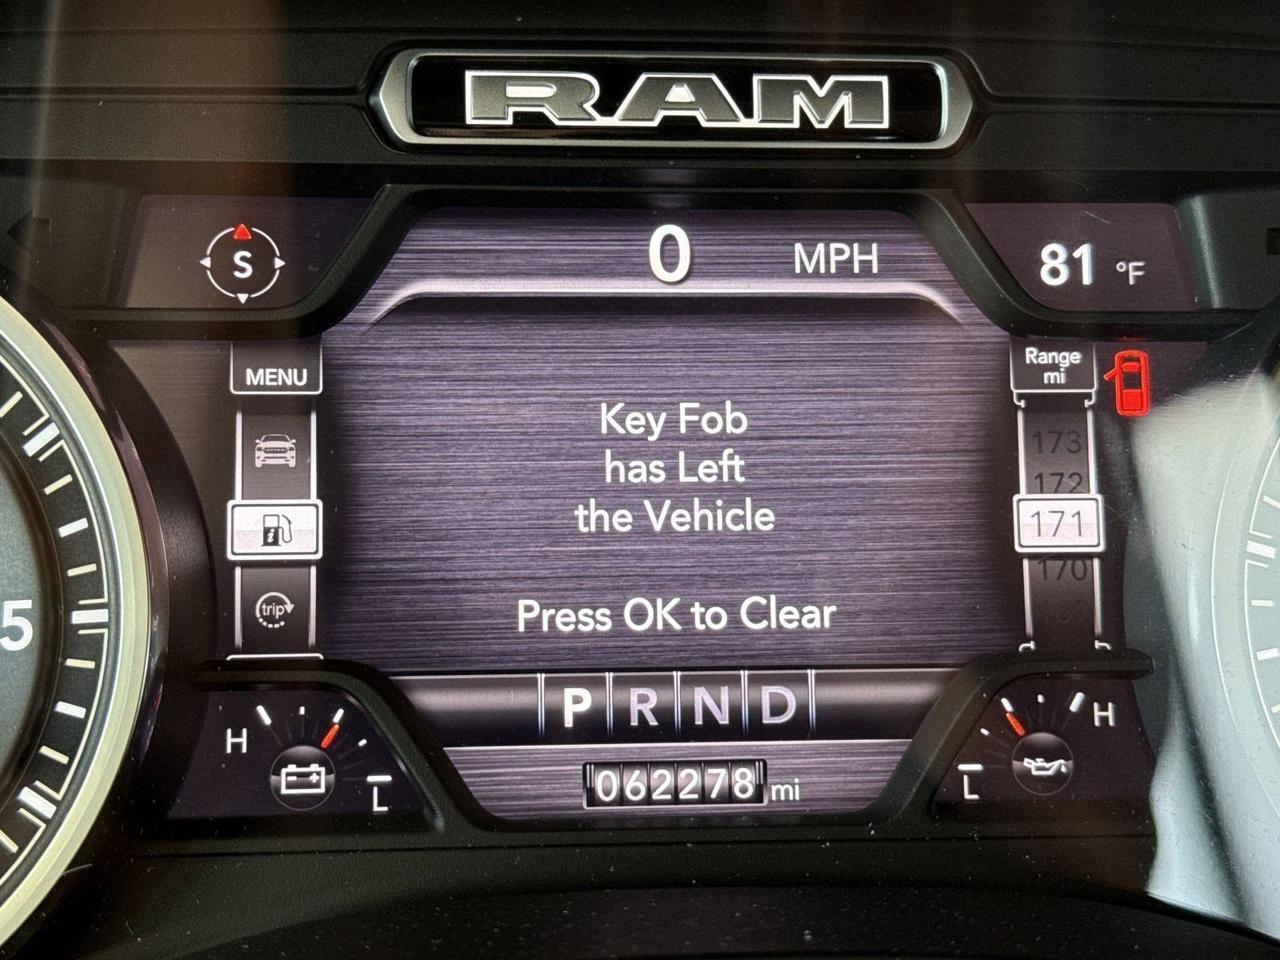 RAM
S
0 MPH
81 °F
MENU
Range
mi
Key Fob
has Left
the Vehicle
173
172
171
170
trip
Press OK to Clear
5
P R N D
H
L
H
L
062278 mi